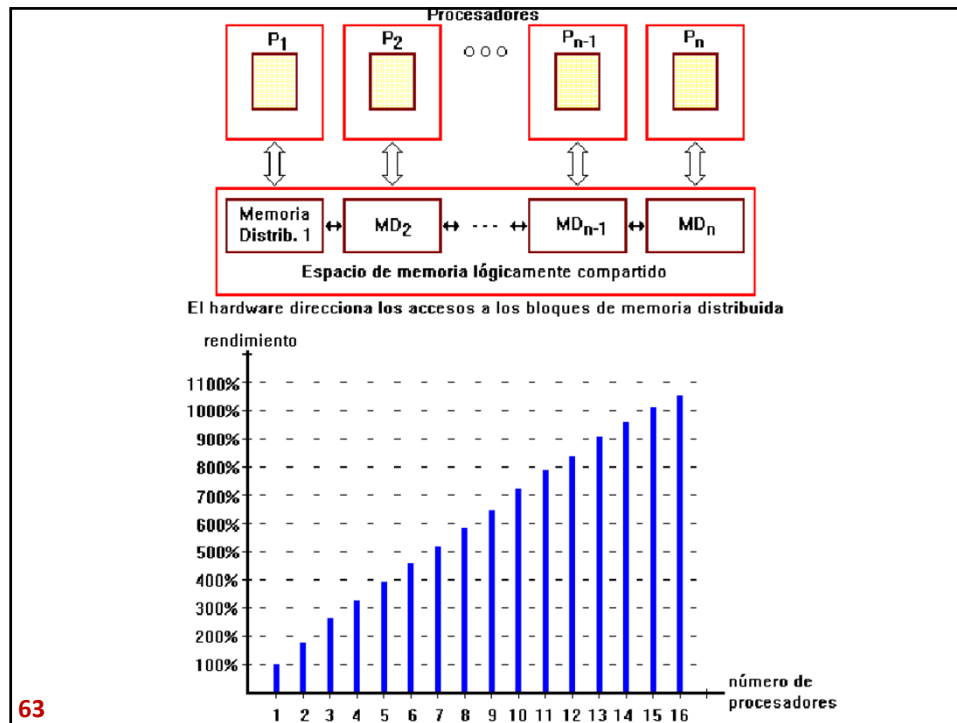 Procesadores
P1 P2 ooo Pn-1 Pn
Memoria
Distrib. 1
MD2 --- MDn-1 MDn
Espacio de memoria lógicamente compartido
El hardware direcciona los accesos a los bloques de memoria distribuida
rendimiento
1100%
1000%
900%
800%
700%
600%
500%
400%
300%
200%
100%
1 2 3 4 5 6 7 8 9 10 11 12 13 14 15 16
número de
procesadores
63